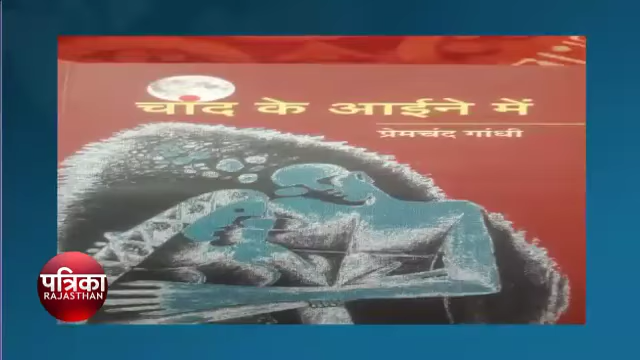 चाँद के आईने में
प्रेमचंद गांधी
पत्रिका
RAJASTHAN